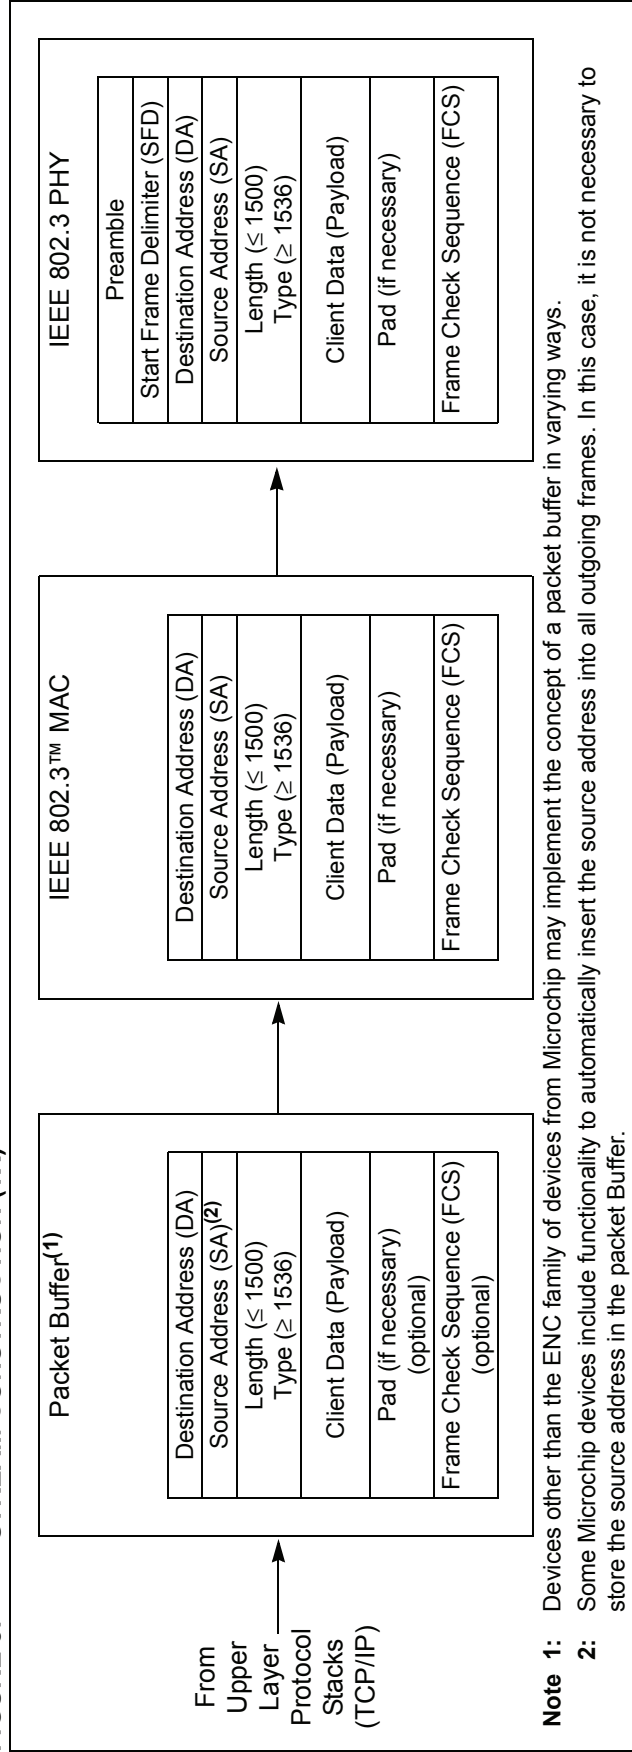 From
Upper
Layer
Protocol
Stacks
(TCP/IP)
Packet Buffer(1)
Destination Address (DA)
Source Address (SA)(2)
Length (≤ 1500)
Type (≥ 1536)
Client Data (Payload)
Pad (if necessary)
(optional)
Frame Check Sequence (FCS)
(optional)
IEEE 802.3™ MAC
Destination Address (DA)
Source Address (SA)
Length (≤ 1500)
Type (≥ 1536)
Client Data (Payload)
Pad (if necessary)
Frame Check Sequence (FCS)
IEEE 802.3 PHY
Preamble
Start Frame Delimiter (SFD)
Destination Address (DA)
Source Address (SA)
Length (≤ 1500)
Type (≥ 1536)
Client Data (Payload)
Pad (if necessary)
Frame Check Sequence (FCS)
Note 1: Devices other than the ENC family of devices from Microchip may implement the concept of a packet buffer in varying ways.
2: Some Microchip devices include functionality to automatically insert the source address into all outgoing frames. In this case, it is not necessary to
store the source address in the packet Buffer.